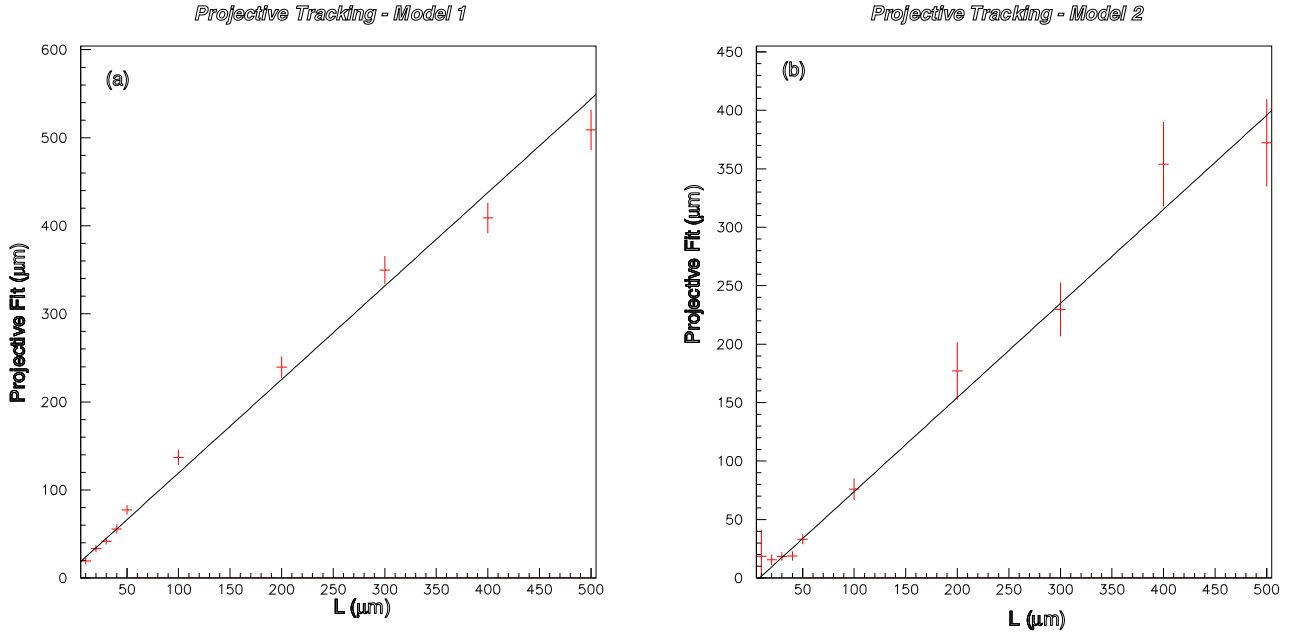 Projective Tracking - Model 1
(a)
Projective Fit (μm)
600
500
400
300
200
100
0
50 100 150 200 250 300 350 400 450 500
L (μm)
Projective Tracking - Model 2
(b)
Projective Fit (μm)
450
400
350
300
250
200
150
100
50
0
50 100 150 200 250 300 350 400 450 500
L (μm)